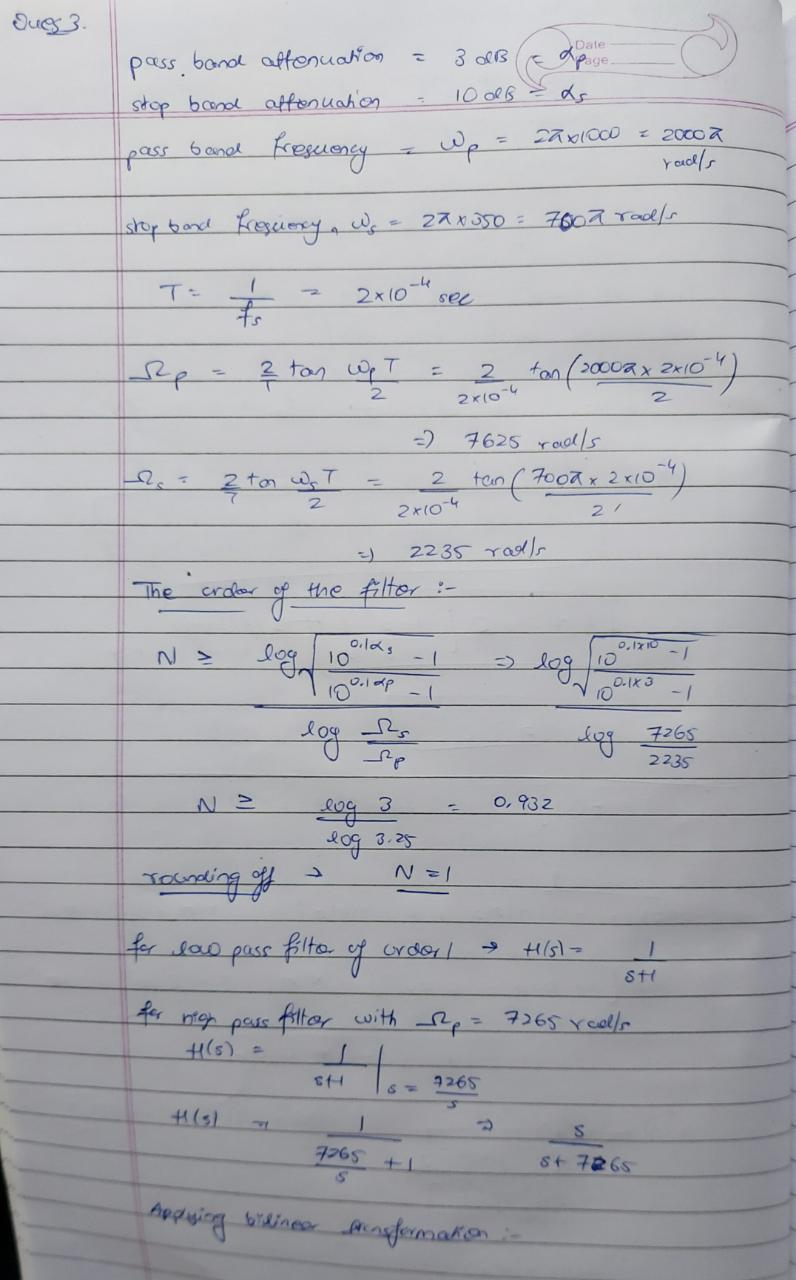 Ques 3.
Date
Page
pass band attenuation = 3 dB = αp
stop band attenuation = 10 dB = αs
pass band frequency = ωp = 2π×1000 = 2000π rad/s
stop band frequency, ωs = 2π×350 = 700π rad/s
T = 1/fs = 2×10⁻⁴ sec
Ωp = 2/T tan ωpT/2 = 2/(2×10⁻⁴) tan (2000π × 2×10⁻⁴/2)
=> 7625 rad/s
Ωs = 2/T tan ωsT/2 = 2/(2×10⁻⁴) tan (700π × 2×10⁻⁴/2)
=> 2235 rad/s
The order of the filter :-
N ≥ log √((10^0.1αs - 1)/(10^0.1αp - 1)) / log Ωs/Ωp => log √((10^0.1×10 - 1)/(10^0.1×3 - 1)) / log 7265/2235
N ≥ log 3 / log 3.25 = 0.932
rounding off → N = 1
for low pass filter of order 1 → H(s) = 1/(s+1)
for high pass filter with Ωp = 7265 rad/s
H(s) = 1/(s+1) | s = 7265/s
H(s) = 1/(7265/s + 1) => s/(s + 7265)
Applying bilinear transformation :-